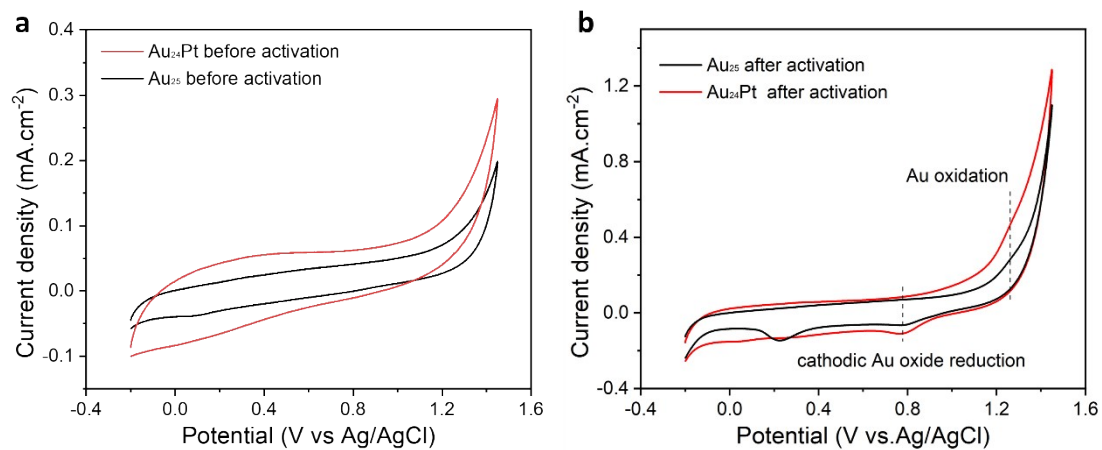 a
Au₂₄Pt before activation
Au₂₅ before activation
0.4
0.3
0.2
0.1
0.0
-0.1
-0.4
0.0
0.4
0.8
1.2
1.6
Current density (mA.cm⁻²)
Potential (V vs Ag/AgCl)
b
Au₂₅ after activation
Au₂₄Pt after activation
Au oxidation
cathodic Au oxide reduction
1.2
0.8
0.4
0.0
-0.4
-0.4
0.0
0.4
0.8
1.2
1.6
Current density (mA.cm⁻²)
Potential (V vs.Ag/AgCl)